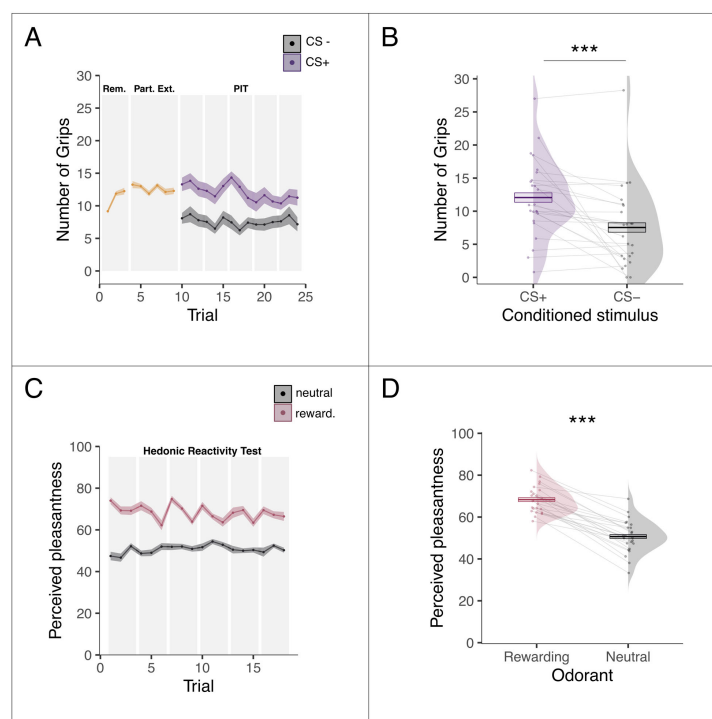 A
CS -
CS+
Rem. Part. Ext. PIT
30
25
20
15
10
5
0
Number of Grips
0 5 10 15 20 25
Trial
B
***
30
25
20
15
10
5
0
Number of Grips
CS+ CS−
Conditioned stimulus
C
neutral
reward.
Hedonic Reactivity Test
100
80
60
40
20
0
Perceived pleasantness
0 5 10 15
Trial
D
***
100
80
60
40
20
0
Perceived pleasantness
Rewarding Neutral
Odorant